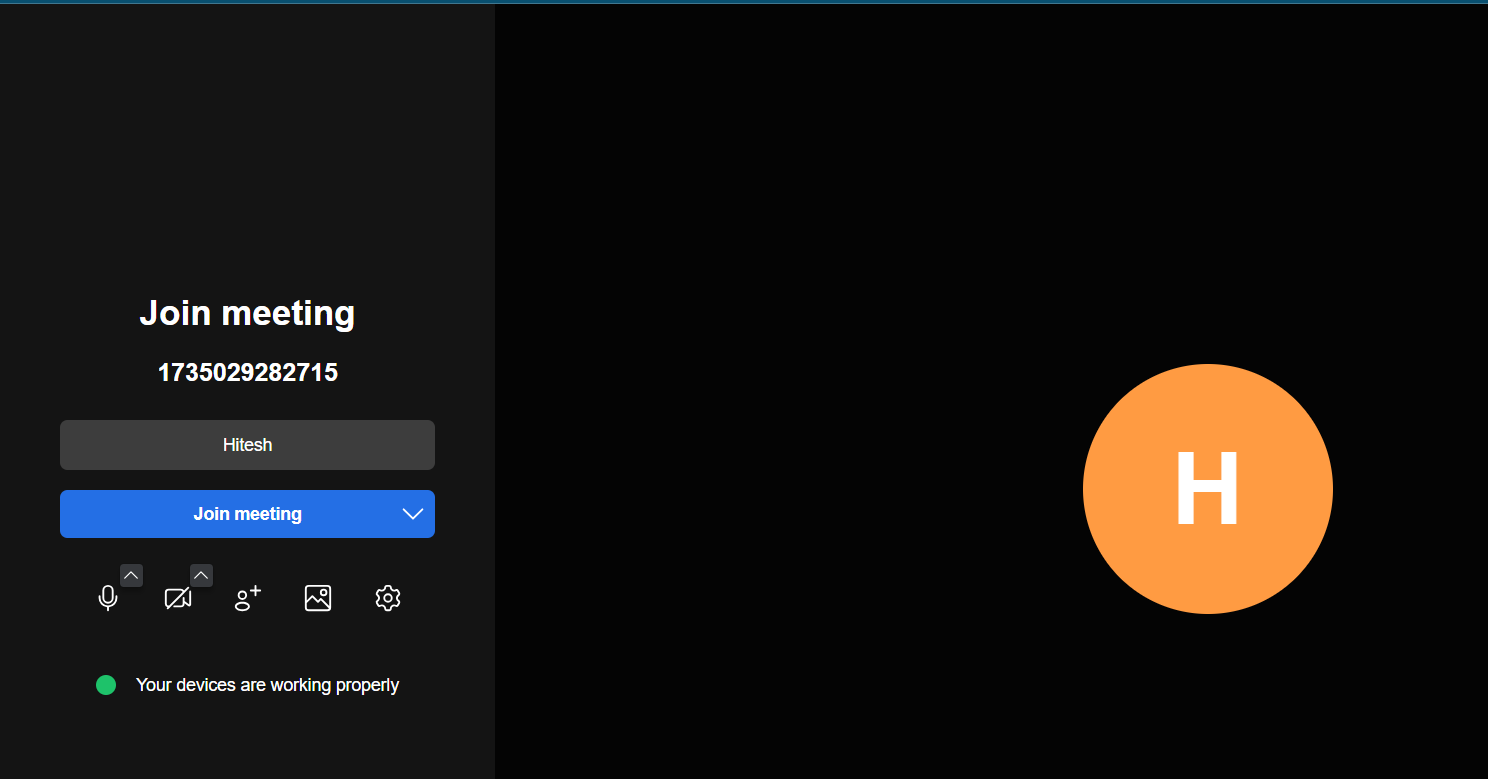 Join meeting
1735029282715
Hitesh
Join meeting
Your devices are working properly
H